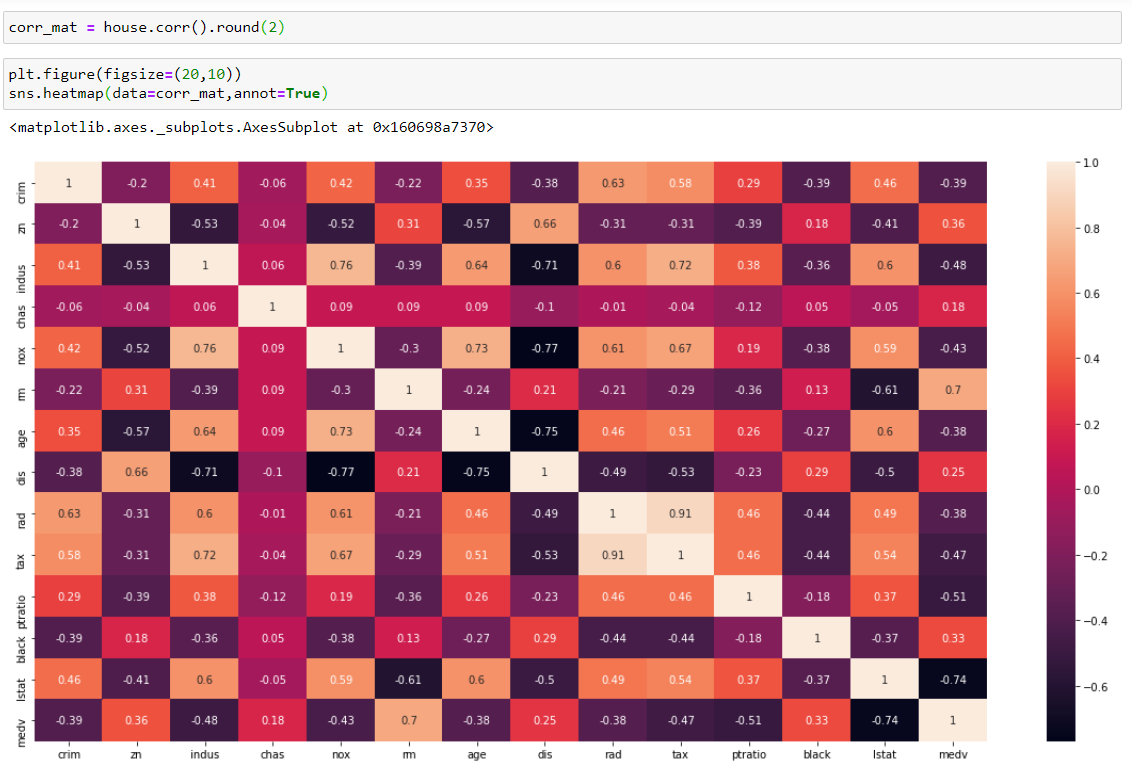 corr_mat = house.corr().round(2)
plt.figure(figsize=(20,10))
sns.heatmap(data=corr_mat,annot=True)
<matplotlib.axes._subplots.AxesSubplot at 0x160698a7370>
crim 1 -0.2 0.41 -0.06 0.42 -0.22 0.35 -0.38 0.63 0.58 0.29 -0.39 0.46 -0.39
zn -0.2 1 -0.53 -0.04 -0.52 0.31 -0.57 0.66 -0.31 -0.31 -0.39 0.18 -0.41 0.36
indus 0.41 -0.53 1 0.06 0.76 -0.39 0.64 -0.71 0.6 0.72 0.38 -0.36 0.6 -0.48
chas -0.06 -0.04 0.06 1 0.09 0.09 0.09 -0.1 -0.01 -0.04 -0.12 0.05 -0.05 0.18
nox 0.42 -0.52 0.76 0.09 1 -0.3 0.73 -0.77 0.61 0.67 0.19 -0.38 0.59 -0.43
rm -0.22 0.31 -0.39 0.09 -0.3 1 -0.24 0.21 -0.21 -0.29 -0.36 0.13 -0.61 0.7
age 0.35 -0.57 0.64 0.09 0.73 -0.24 1 -0.75 0.46 0.51 0.26 -0.27 0.6 -0.38
dis -0.38 0.66 -0.71 -0.1 -0.77 0.21 -0.75 1 -0.49 -0.53 -0.23 0.29 -0.5 0.25
rad 0.63 -0.31 0.6 -0.01 0.61 -0.21 0.46 -0.49 1 0.91 0.46 -0.44 0.49 -0.38
tax 0.58 -0.31 0.72 -0.04 0.67 -0.29 0.51 -0.53 0.91 1 0.46 -0.44 0.54 -0.47
ptratio 0.29 -0.39 0.38 -0.12 0.19 -0.36 0.26 -0.23 0.46 0.46 1 -0.18 0.37 -0.51
black -0.39 0.18 -0.36 0.05 -0.38 0.13 -0.27 0.29 -0.44 -0.44 -0.18 1 -0.37 0.33
lstat 0.46 -0.41 0.6 -0.05 0.59 -0.61 0.6 -0.5 0.49 0.54 0.37 -0.37 1 -0.74
medv -0.39 0.36 -0.48 0.18 -0.43 0.7 -0.38 0.25 -0.38 -0.47 -0.51 0.33 -0.74 1
crim zn indus chas nox rm age dis rad tax ptratio black lstat medv
1.0
0.8
0.6
0.4
0.2
0.0
−0.2
−0.4
−0.6